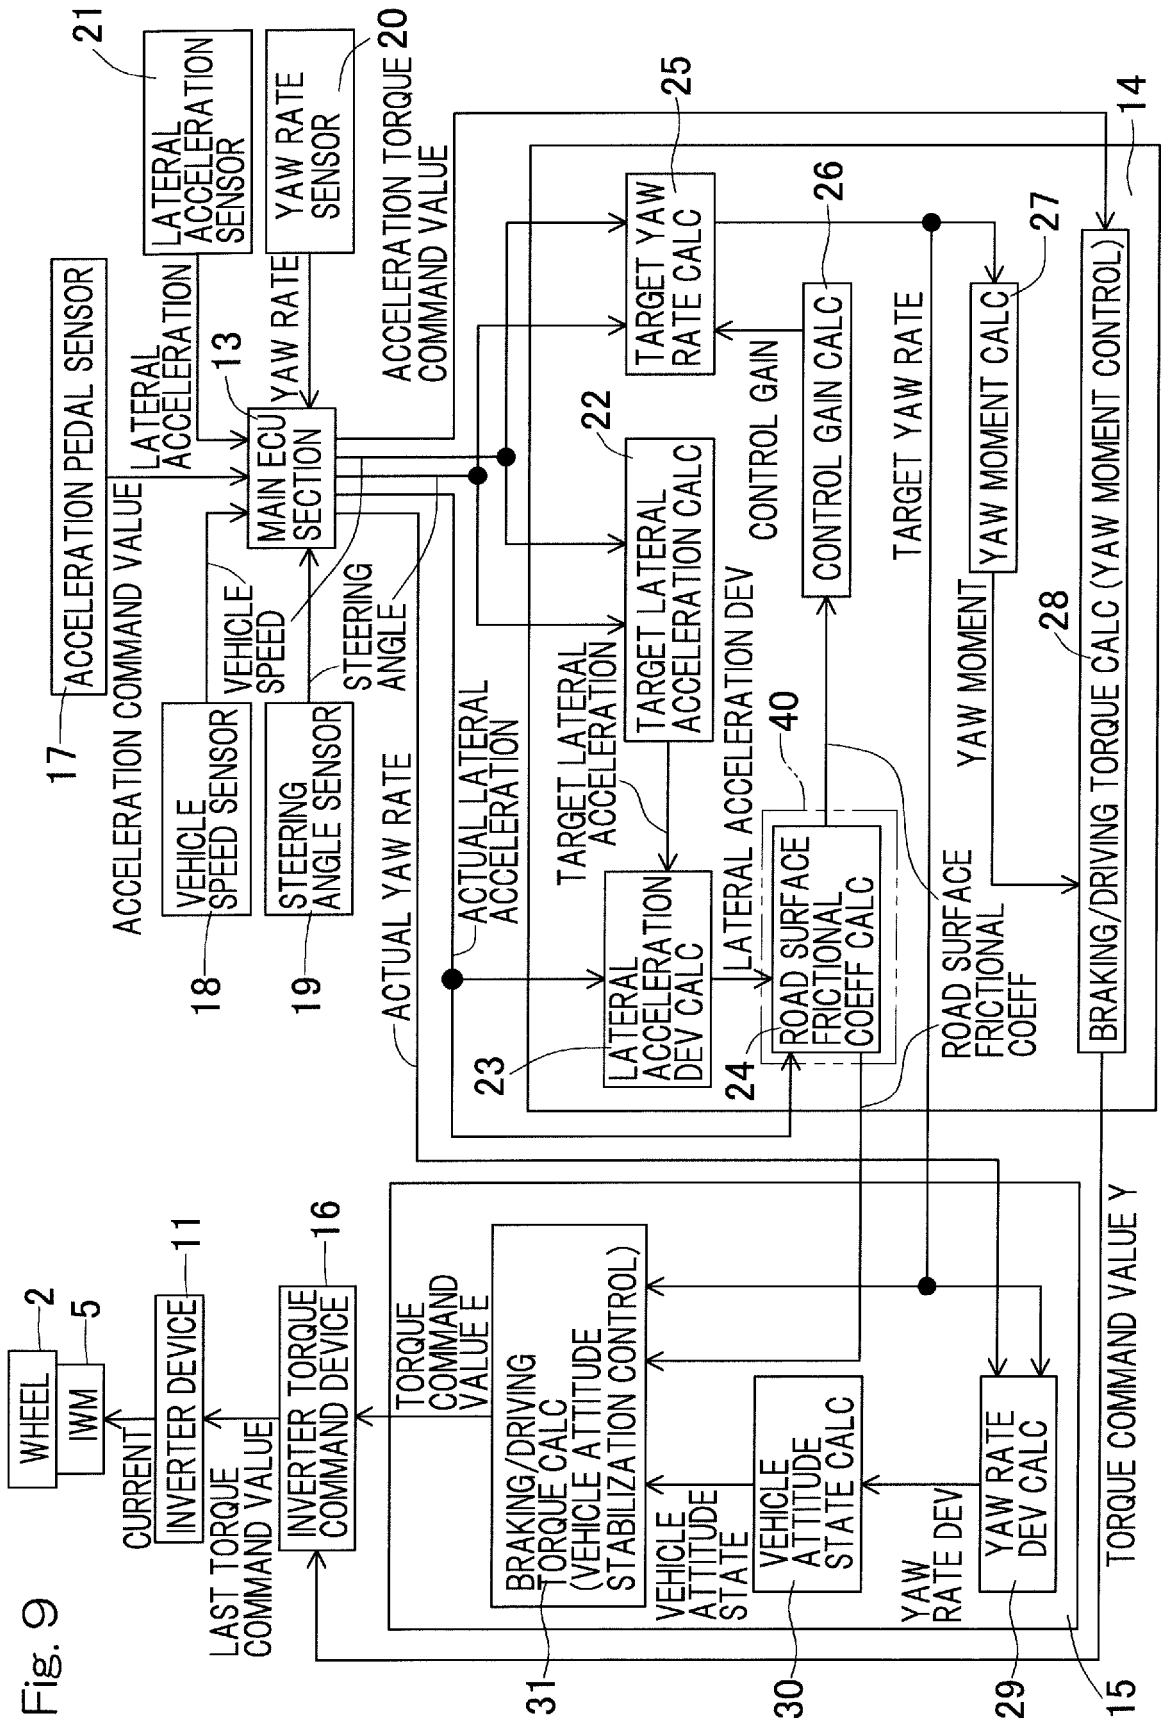 Fig. 9
WHEEL
2
IWM
5
CURRENT
INVERTER DEVICE
11
LAST TORQUE
COMMAND VALUE
INVERTER TORQUE
COMMAND DEVICE
16
TORQUE
COMMAND
VALUE E
BRAKING/DRIVING
TORQUE CALC
(VEHICLE ATTITUDE
STABILIZATION CONTROL)
31
VEHICLE
ATTITUDE
STATE
VEHICLE
ATTITUDE
STATE CALC
30
YAW
RATE DEV
YAW RATE
DEV CALC
29
15
TORQUE COMMAND VALUE Y
17
ACCELERATION PEDAL SENSOR
ACCELERATION COMMAND VALUE
VEHICLE
SPEED SENSOR
18
VEHICLE
SPEED
STEERING
ANGLE SENSOR
19
STEERING
ANGLE
LATERAL
ACCELERATION
SENSOR
21
LATERAL
ACCELERATION
YAW RATE
SENSOR
20
YAW RATE
13
MAIN ECU
SECTION
ACCELERATION TORQUE
COMMAND VALUE
ACTUAL YAW RATE
ACTUAL LATERAL
ACCELERATION
TARGET LATERAL
ACCELERATION
LATERAL
ACCELERATION
DEV CALC
23
TARGET LATERAL
ACCELERATION CALC
22
TARGET YAW
RATE CALC
25
LATERAL ACCELERATION DEV
CONTROL GAIN
40
ROAD SURFACE
FRICTIONAL
COEFF CALC
24
CONTROL GAIN CALC
26
TARGET YAW RATE
ROAD SURFACE
FRICTIONAL
COEFF
YAW MOMENT
YAW MOMENT CALC
27
28
BRAKING/DRIVING TORQUE CALC (YAW MOMENT CONTROL)
14